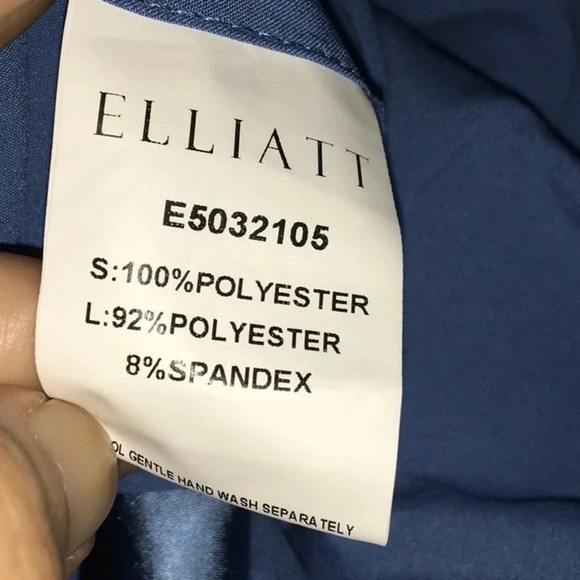 ELLIATT
E5032105
S:100%POLYESTER
L:92%POLYESTER
8%SPANDEX
GENTLE HAND WASH SEPARATELY